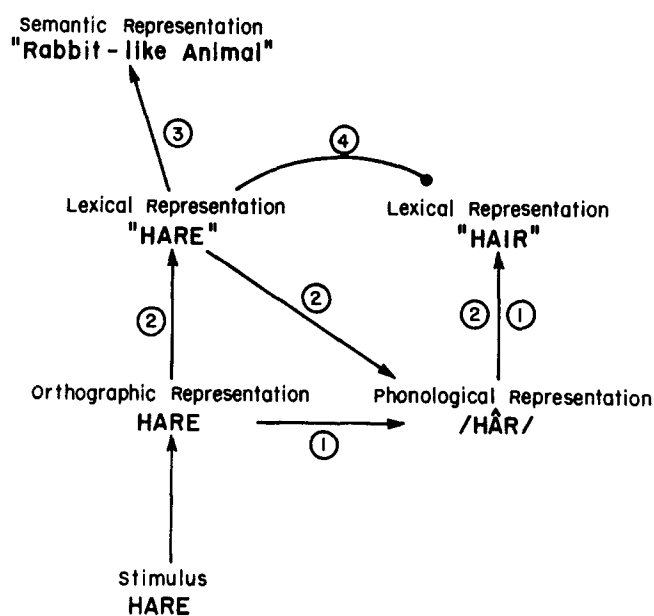 Semantic Representation
"Rabbit-like Animal"
3
4
Lexical Representation
"HARE"
Lexical Representation
"HAIR"
2
2
2
1
Orthographic Representation
HARE
Phonological Representation
/HÂR/
1
Stimulus
HARE